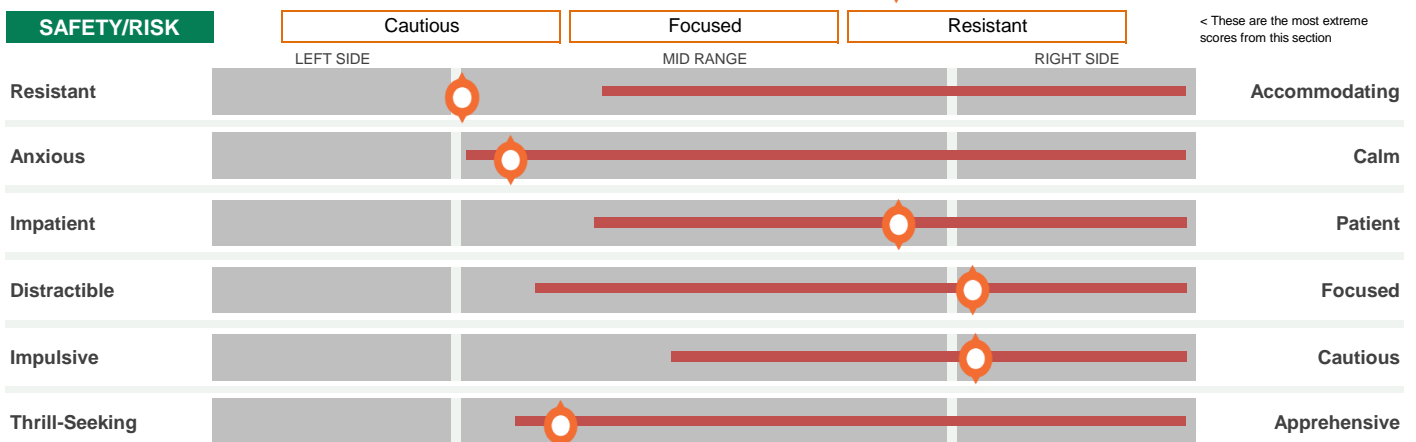 SAFETY/RISK Cautious Focused Resistant < These are the most extreme
scores from this section
LEFT SIDE MID RANGE RIGHT SIDE
Resistant Accommodating
Anxious Calm
Impatient Patient
Distractible Focused
Impulsive Cautious
Thrill-Seeking Apprehensive